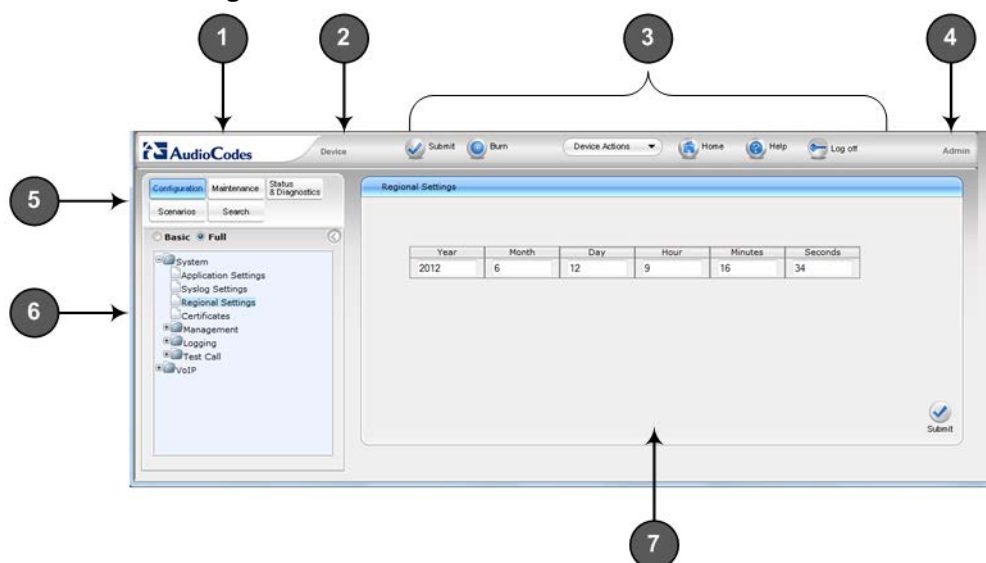 1 2 3 4
AudioCodes Device Submit Burn Device Actions Home Help Log off Admin
5
Configuration Maintenance Status & Diagnostics
Scenarios Search
Basic Full
Regional Settings
Year Month Day Hour Minutes Seconds
2012 6 12 9 16 34
6
System
Application Settings
Syslog Settings
Regional Settings
Certificates
Management
Logging
Test Call
VoIP
Submit
7